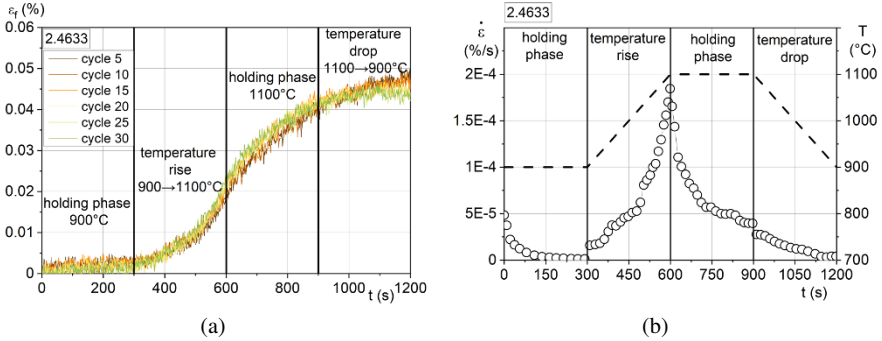 εf (%)
0.06
0.05
0.04
0.03
0.02
0.01
0
2.4633
cycle 5
cycle 10
cycle 15
cycle 20
cycle 25
cycle 30
holding phase
900°C
temperature
rise
900→1100°C
holding phase
1100°C
temperature
drop
1100→900°C
0 200 400 600 800 1000 1200
t (s)
(a)
2.4633
ε̇
(%/s)
T
(°C)
holding
phase
temperature
rise
holding
phase
temperature
drop
2E−4
1.5E−4
1E−4
5E−5
0
1100
1000
900
800
700
0 150 300 450 600 750 900 1050 1200
t (s)
(b)